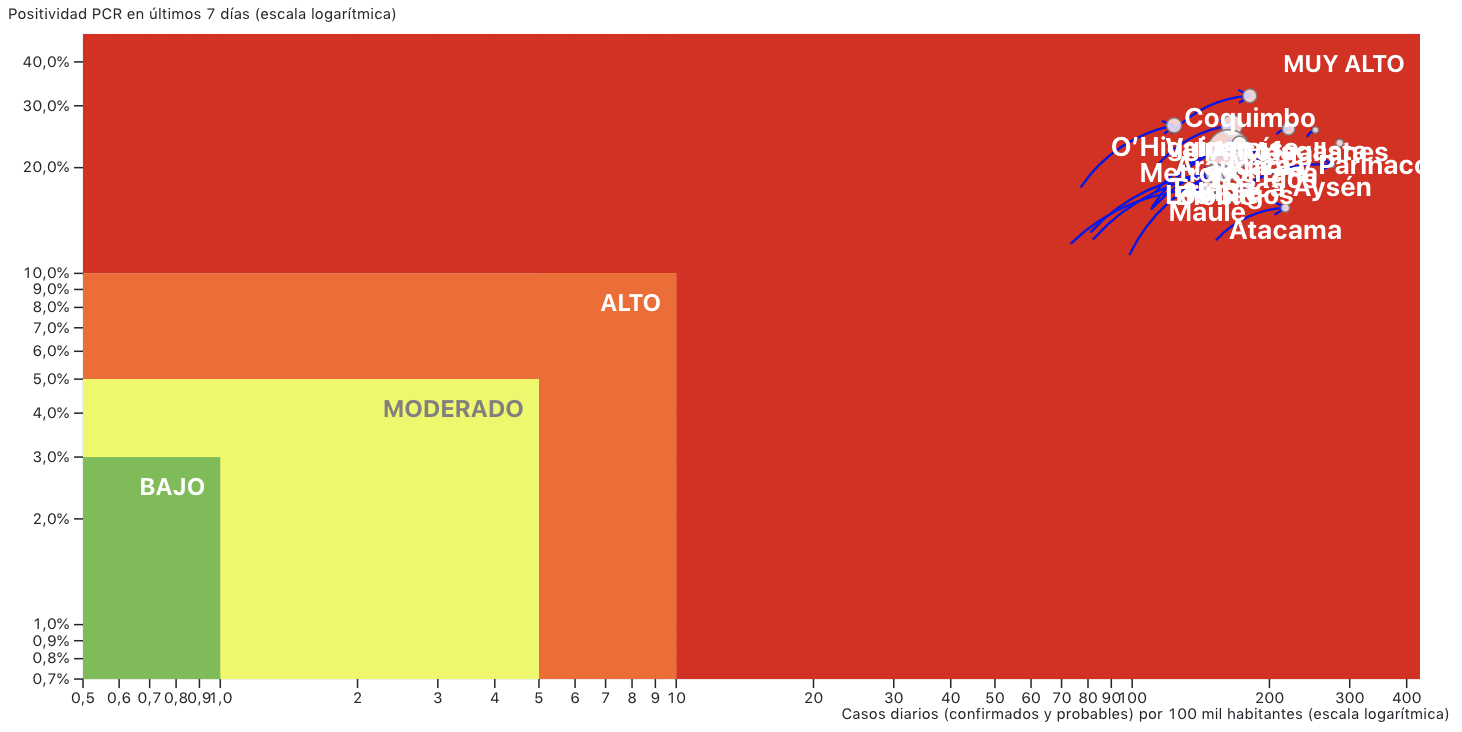 Positividad PCR en últimos 7 días (escala logarítmica)
40,0%
30,0%
20,0%
10,0%
9,0%
8,0%
7,0%
6,0%
5,0%
4,0%
3,0%
2,0%
1,0%
0,9%
0,8%
0,7%
MUY ALTO
Coquimbo
Aysén
Maule
Atacama
ALTO
MODERADO
BAJO
0,5 0,6 0,7 0,8 0,9 1,0 2 3 4 5 6 7 8 9 10 20 30 40 50 60 70 80 90 100 200 300 400
Casos diarios (confirmados y probables) por 100 mil habitantes (escala logarítmica)